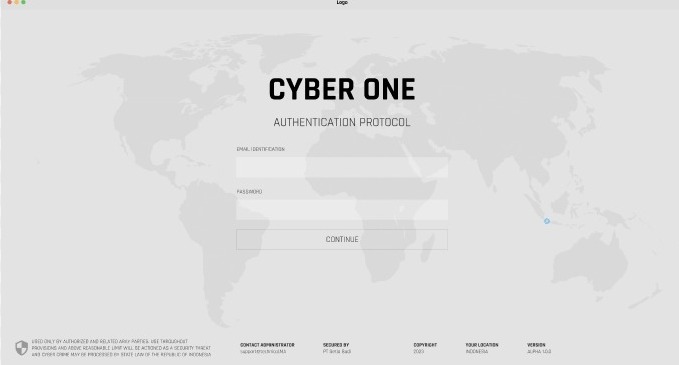 Logo
CYBER ONE
AUTHENTICATION PROTOCOL
EMAIL IDENTIFICATION
PASSWORD
CONTINUE
USED ONLY BY AUTHORIZED AND RELATED ARMY PARTIES. USE THROUGHOUT
PROVISIONS AND ABOVE REASONABLE LIMIT WILL BE ACTIONED AS A SECURITY THREAT
AND CYBER CRIME MAY BE PROCESSED BY STATE LAW OF THE REPUBLIC OF INDONESIA
CONTACT ADMINISTRATOR
SECURED BY
PT Benja Badi
COPYRIGHT
2023
YOUR LOCATION
INDONESIA
VERSION
ALPHA 1.0.0